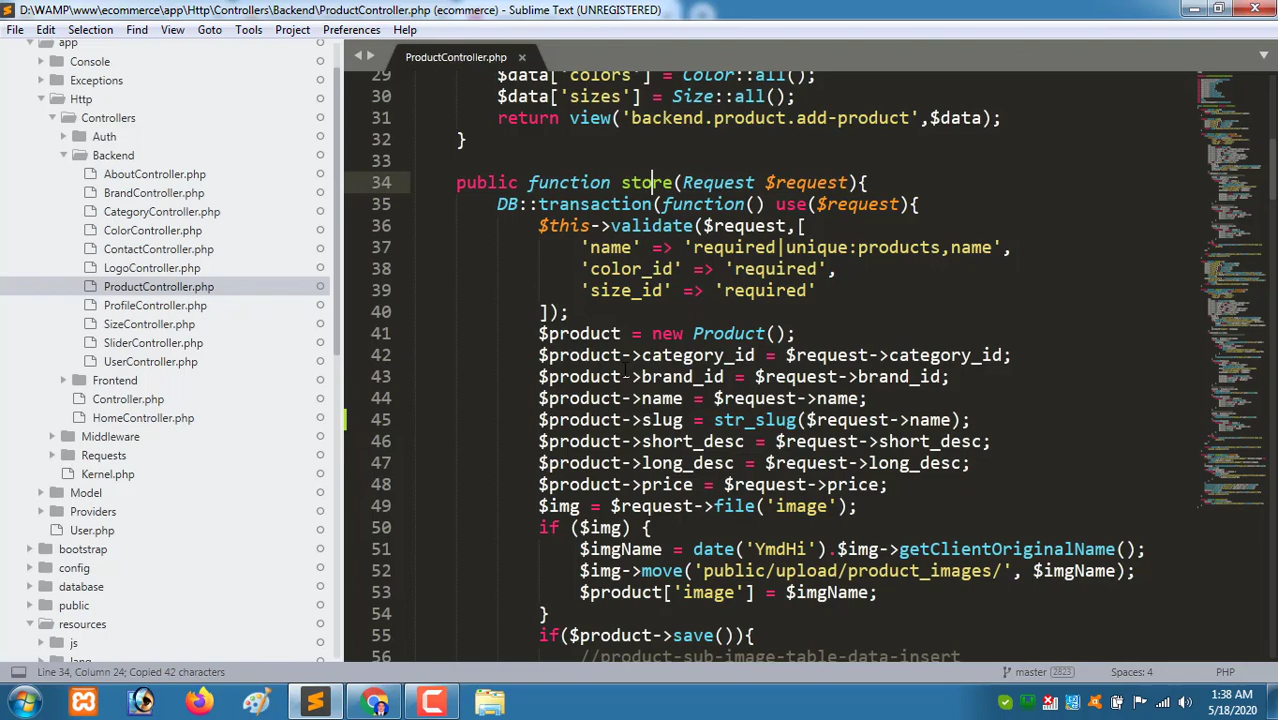 D:\WAMP\www\ecommerce\app\Http\Controllers\Backend\ProductController.php (ecommerce) - Sublime Text (UNREGISTERED)
File Edit Selection Find View Goto Tools Project Preferences Help
app
Console
Exceptions
Http
Controllers
Auth
Backend
AboutController.php
BrandController.php
CategoryController.php
ColorController.php
ContactController.php
LogoController.php
ProductController.php
ProfileController.php
SizeController.php
SliderController.php
UserController.php
Frontend
Controller.php
HomeController.php
Middleware
Requests
Kernel.php
Model
Providers
User.php
bootstrap
config
database
public
resources
js
lang
ProductController.php
29 $data['colors'] = Color::all();
30 $data['sizes'] = Size::all();
31 return view('backend.product.add-product',$data);
32 }
33
34 public function store(Request $request){
35 DB::transaction(function() use($request){
36 $this->validate($request,[
37 'name' => 'required|unique:products,name',
38 'color_id' => 'required',
39 'size_id' => 'required'
40 ]);
41 $product = new Product();
42 $product->category_id = $request->category_id;
43 $product->brand_id = $request->brand_id;
44 $product->name = $request->name;
45 $product->slug = str_slug($request->name);
46 $product->short_desc = $request->short_desc;
47 $product->long_desc = $request->long_desc;
48 $product->price = $request->price;
49 $img = $request->file('image');
50 if ($img) {
51 $imgName = date('YmdHi').$img->getClientOriginalName();
52 $img->move('public/upload/product_images/', $imgName);
53 $product['image'] = $imgName;
54 }
55 if($product->save()){
56 //product-sub-image-table-data-insert
Line 34, Column 24; Copied 42 characters
master 2823
Spaces: 4
PHP
1:38 AM
5/18/2020